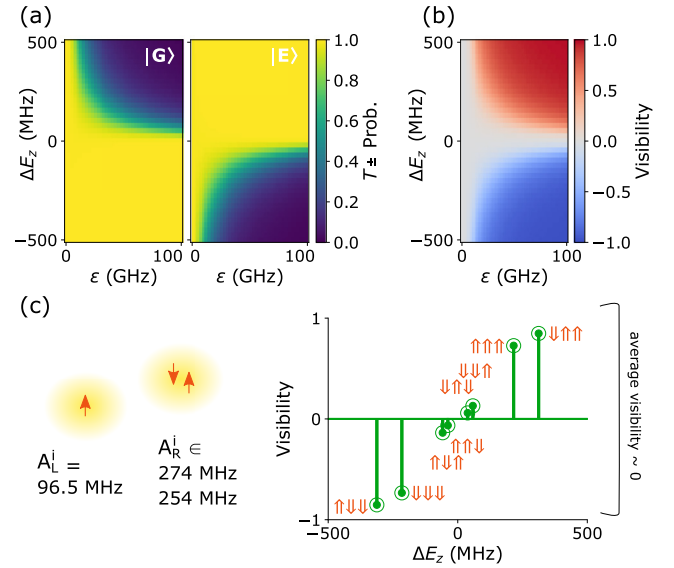 (a)
(b)
500
0
−500
ΔE_z (MHz)
|G⟩
|E⟩
0
100
0
100
ε (GHz)
ε (GHz)
1.0
0.8
0.6
0.4
0.2
0.0
T± Prob.
500
0
−500
ΔE_z (MHz)
0
100
ε (GHz)
1.0
0.5
0.0
−0.5
−1.0
Visibility
(c)
A_L^i =
96.5 MHz
A_R^i ∈
274 MHz
254 MHz
1
0
−1
Visibility
⇑⇑⇑
⇓⇑⇑
⇓⇓⇑
⇓⇑⇓
⇑⇑⇓
⇑⇓⇑
⇑⇓⇓
⇓⇓⇓
−500
0
500
ΔE_z (MHz)
average visibility ~ 0